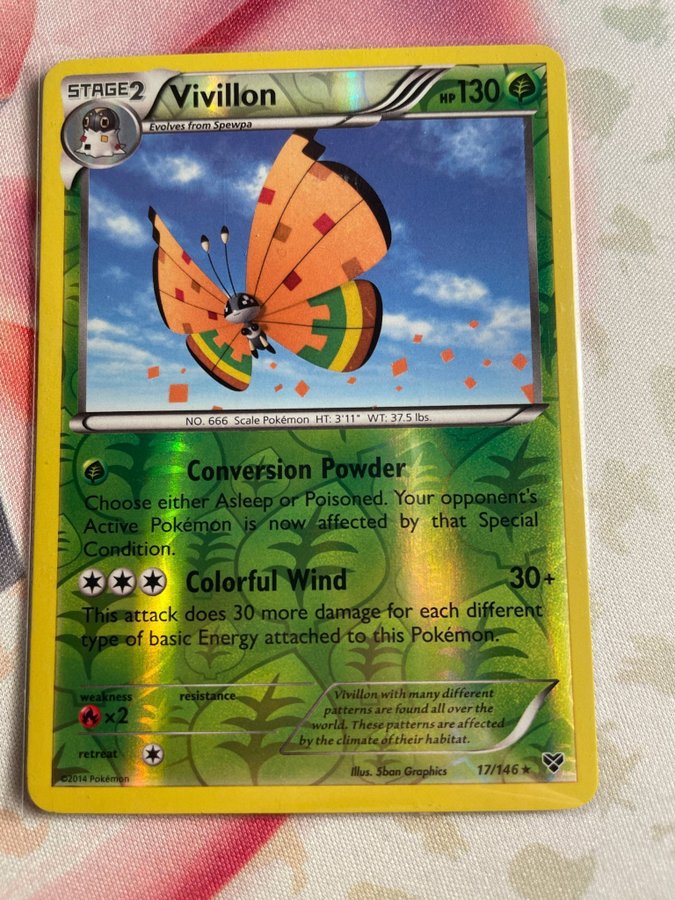 STAGE2 Vivillon HP130
Evolves from Spewpa
NO. 666 Scale Pokémon HT: 3'11" WT: 37.5 lbs.
Conversion Powder
Choose either Asleep or Poisoned. Your opponent's
Active Pokémon is now affected by that Special
Condition.
Colorful Wind 30+
This attack does 30 more damage for each different
type of basic Energy attached to this Pokémon.
weakness resistance
×2
retreat
Vivillon with many different
patterns are found all over the
world. These patterns are affected
by the climate of their habitat.
Illus. 5ban Graphics 17/146★
©2014 Pokémon